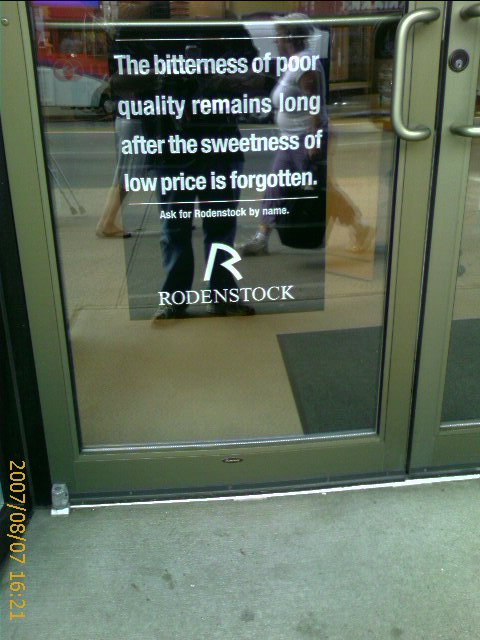 The bitterness of poor
quality remains long
after the sweetness of
low price is forgotten.
Ask for Rodenstock by name.
R
RODENSTOCK
2007/08/07 16:21